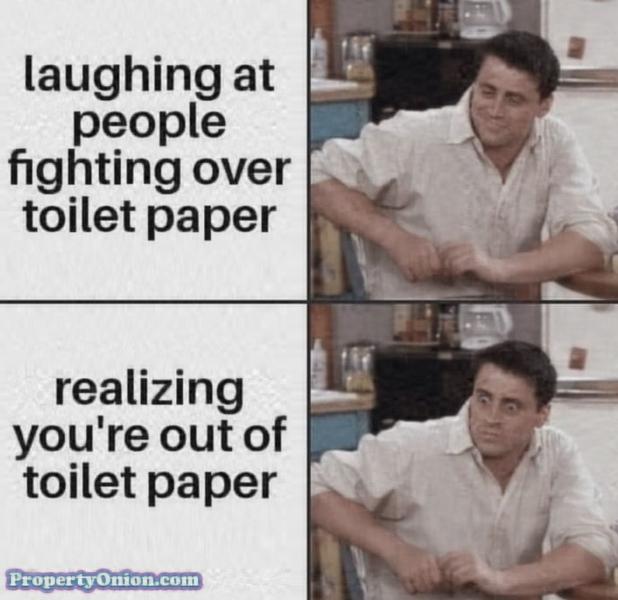 laughing at
people
fighting over
toilet paper
realizing
you're out of
toilet paper
PropertyOnion.com